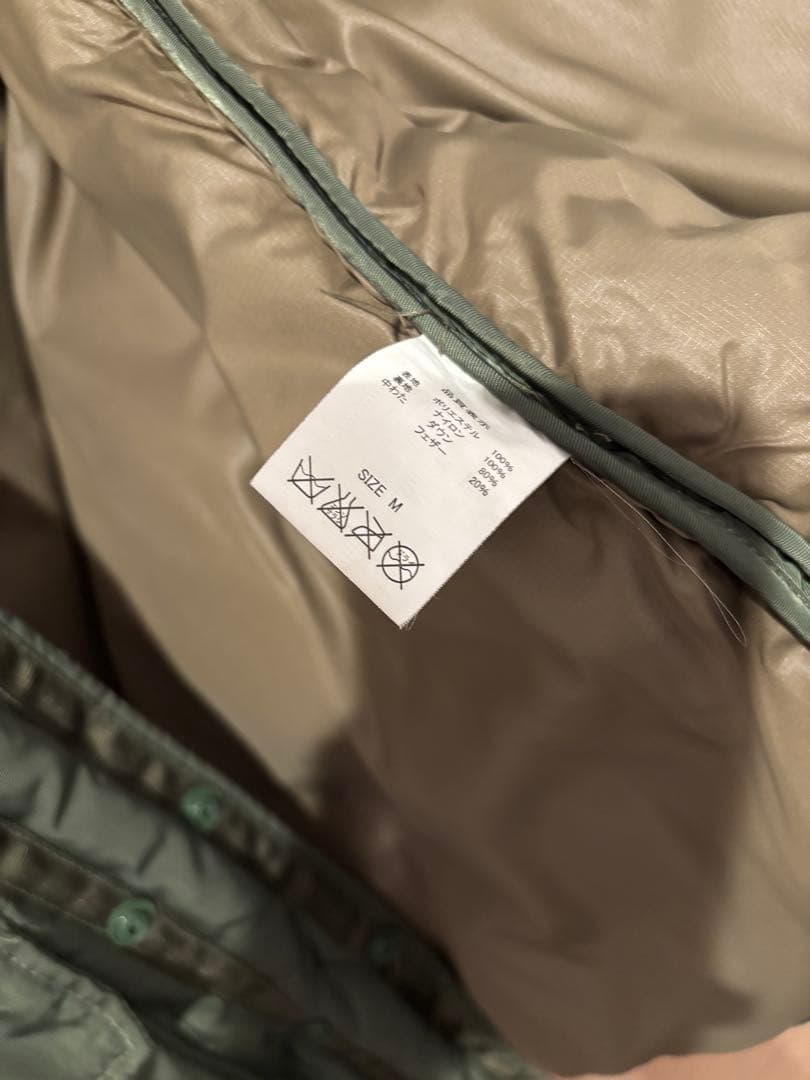 品質表示
表地 ポリエステル 100%
裏地 ナイロン 100%
中わた ダウン 80%
フェザー 20%
SIZE M